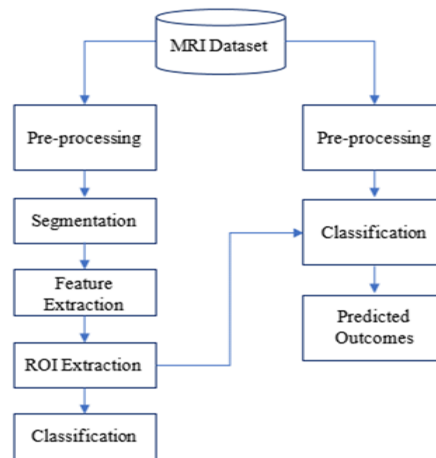 MRI Dataset
Pre-processing
Segmentation
Feature
Extraction
ROI Extraction
Classification
Pre-processing
Classification
Predicted
Outcomes